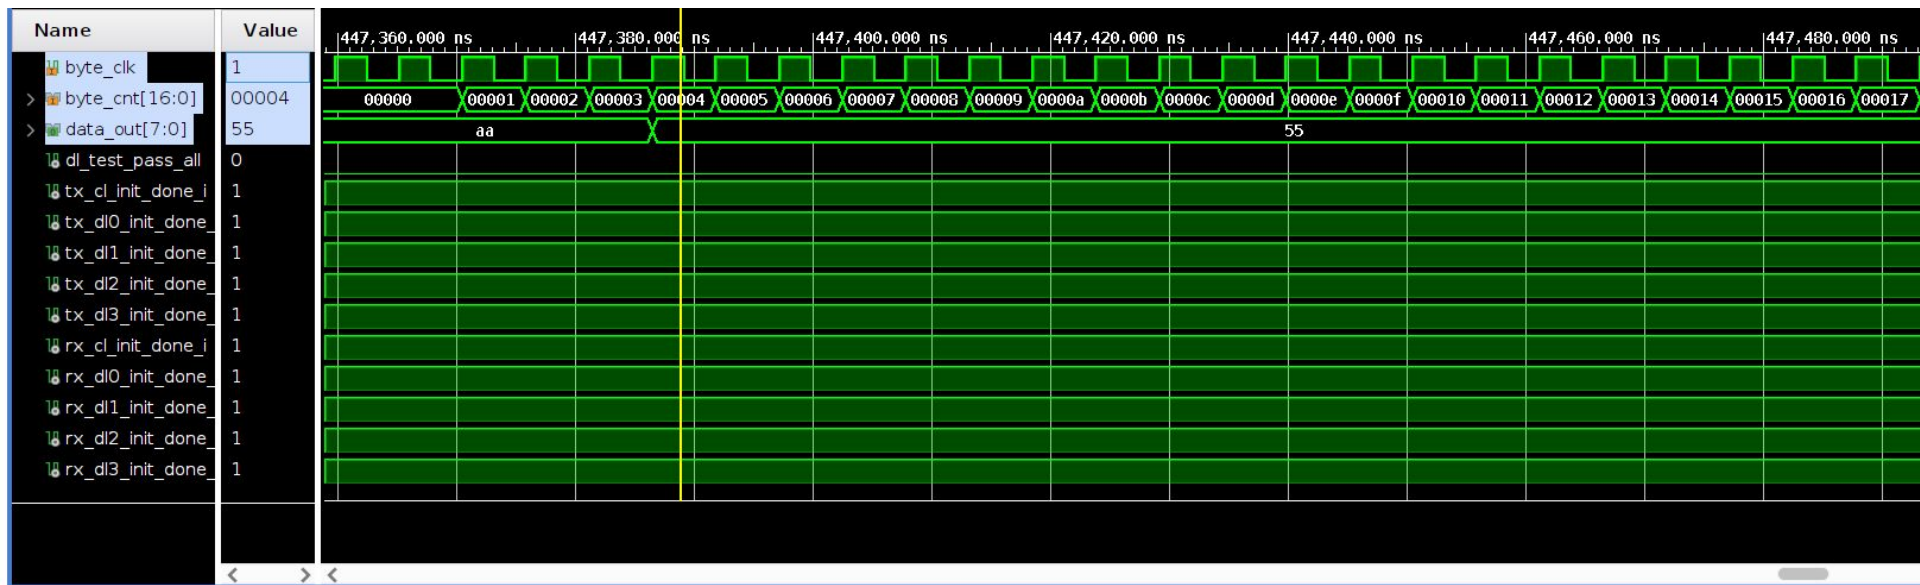 Name Value 447,360.000 ns 447,380.000 ns 447,400.000 ns 447,420.000 ns 447,440.000 ns 447,460.000 ns 447,480.000 ns
byte_clk 1
byte_cnt[16:0] 00004 00000 00001 00002 00003 00004 00005 00006 00007 00008 00009 0000a 0000b 0000c 0000d 0000e 0000f 00010 00011 00012 00013 00014 00015 00016 00017
data_out[7:0] 55 aa 55
dl_test_pass_all 0
tx_cl_init_done_i 1
tx_dl0_init_done_ 1
tx_dl1_init_done_ 1
tx_dl2_init_done_ 1
tx_dl3_init_done_ 1
rx_cl_init_done_i 1
rx_dl0_init_done_ 1
rx_dl1_init_done_ 1
rx_dl2_init_done_ 1
rx_dl3_init_done_ 1